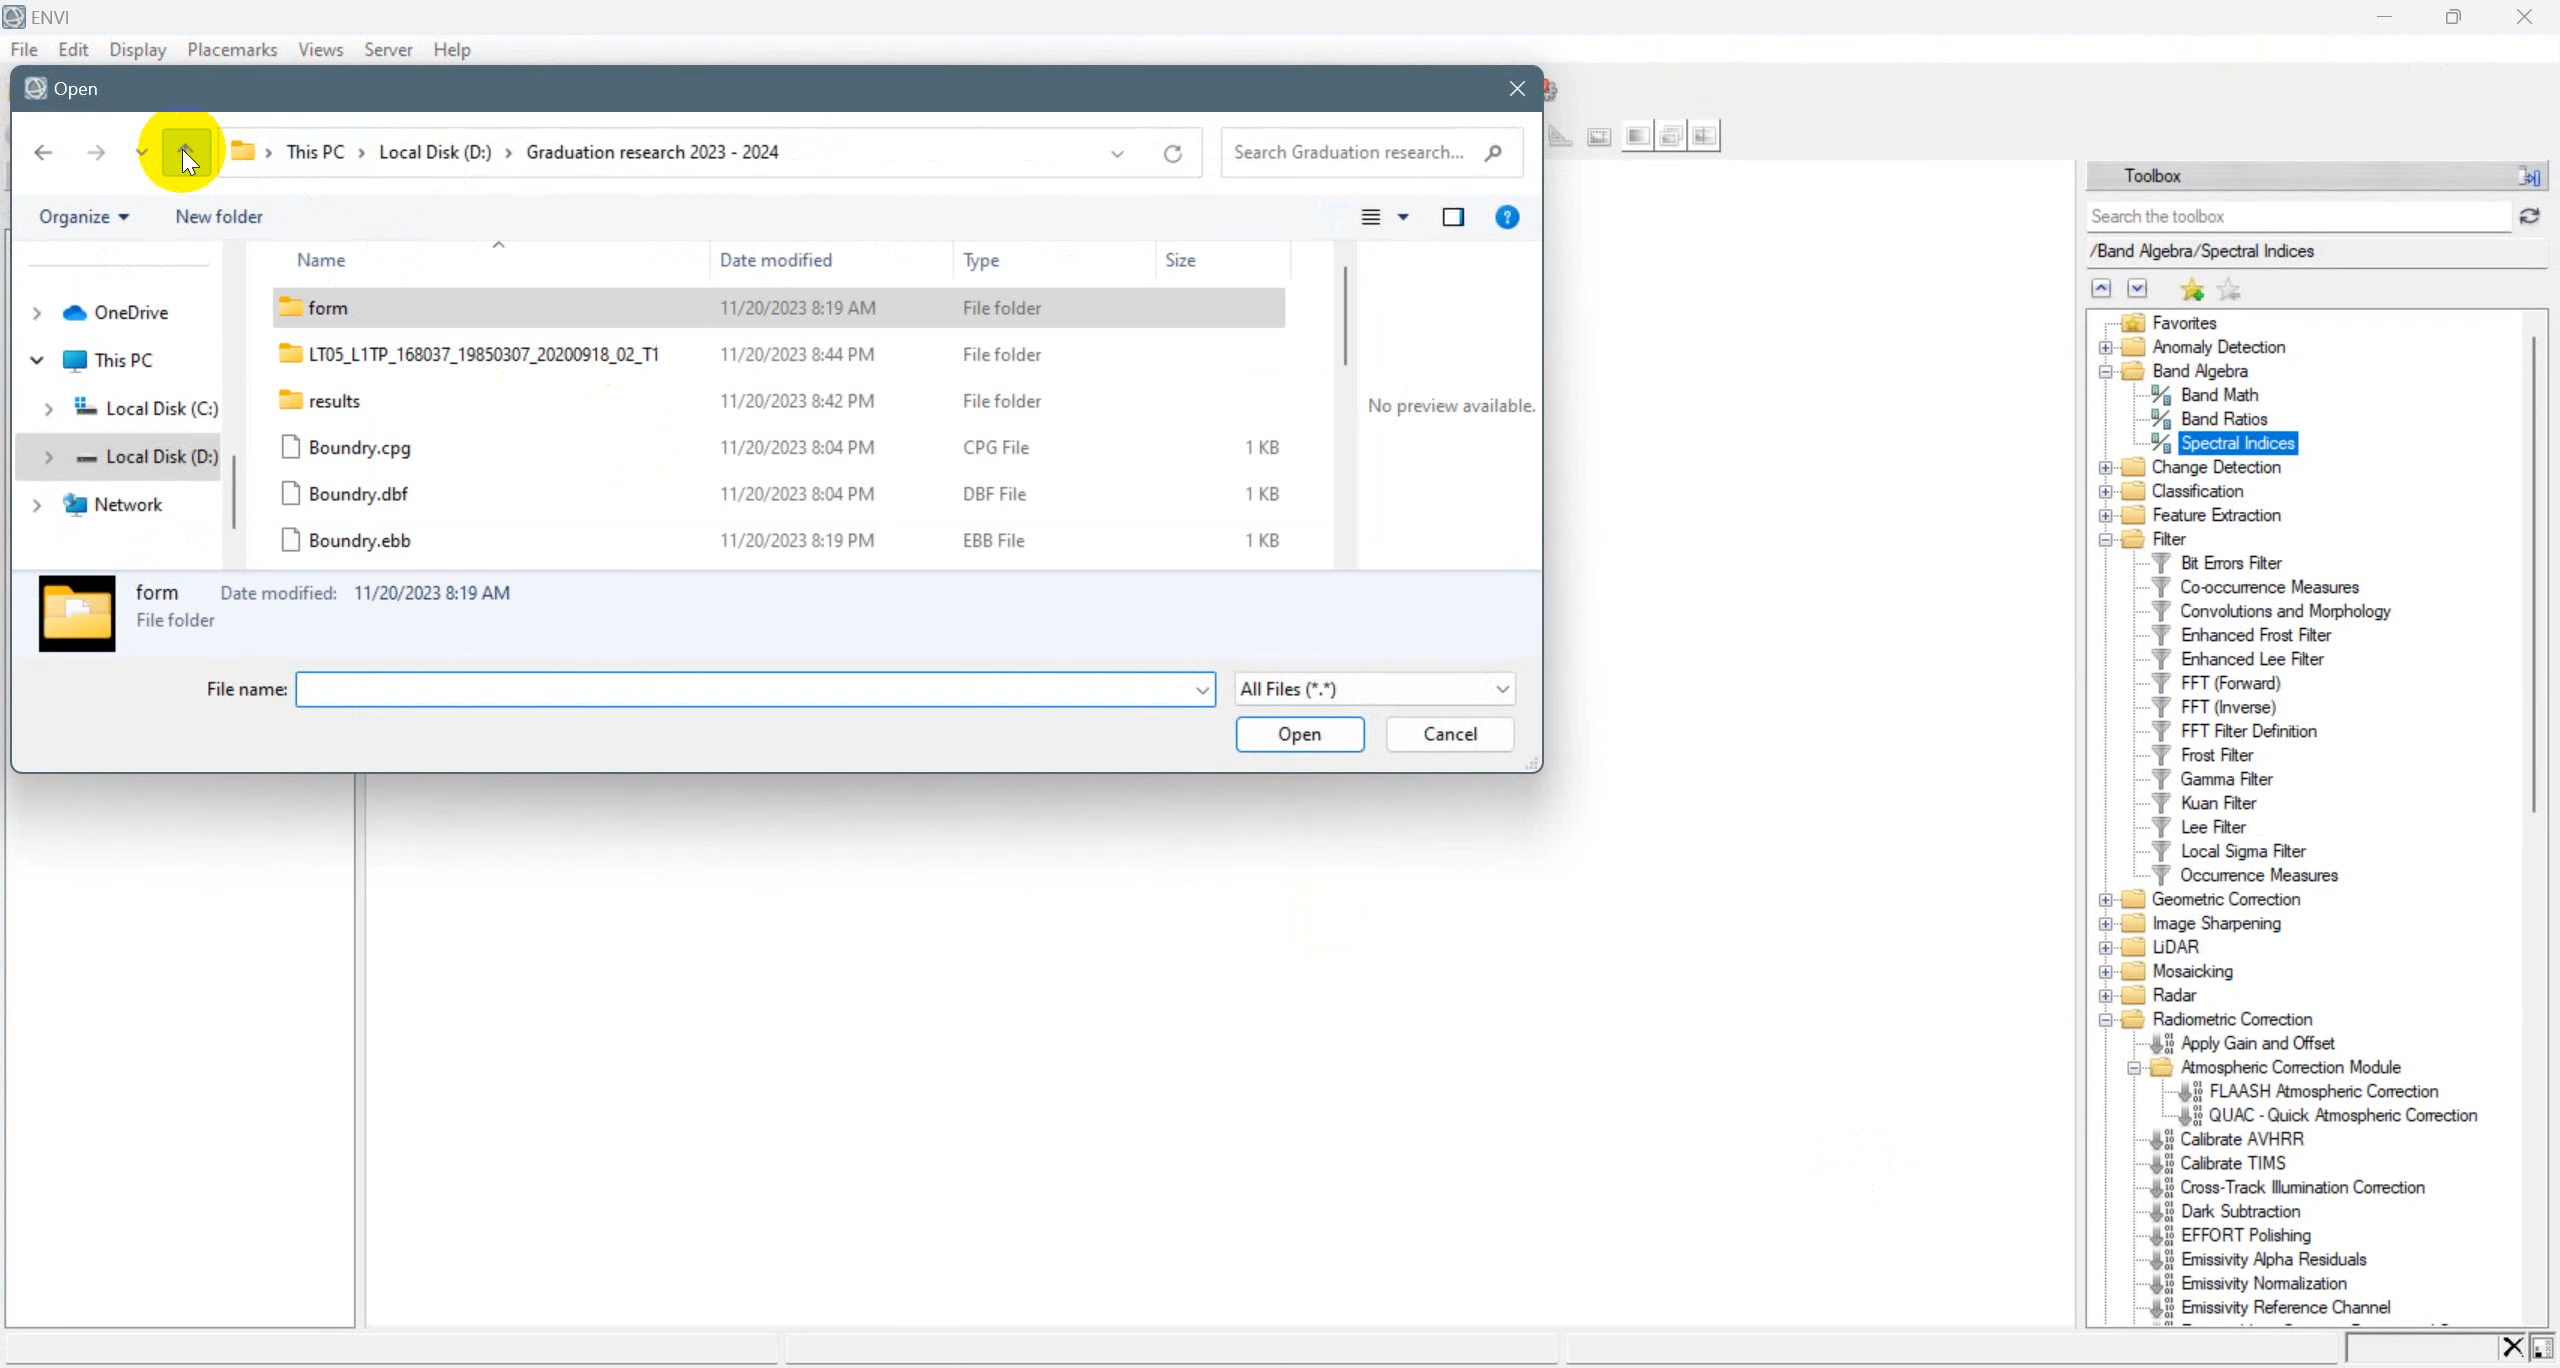 ENVI
File Edit Display Placemarks Views Server Help
Open
This PC > Local Disk (D:) > Graduation research 2023 - 2024
Search Graduation research...
Organize New folder
Name Date modified Type Size
OneDrive
This PC
Local Disk (C:)
Local Disk (D:)
Network
form 11/20/2023 8:19 AM File folder
LT05_L1TP_168037_19850307_20200918_02_T1 11/20/2023 8:44 PM File folder
results 11/20/2023 8:42 PM File folder
Boundry.cpg 11/20/2023 8:04 PM CPG File 1 KB
Boundry.dbf 11/20/2023 8:04 PM DBF File 1 KB
Boundry.ebb 11/20/2023 8:19 PM EBB File 1 KB
No preview available.
form Date modified: 11/20/2023 8:19 AM
File folder
File name:
All Files (*.*)
Open Cancel
Toolbox
Search the toolbox
/Band Algebra/Spectral Indices
Favorites
Anomaly Detection
Band Algebra
Band Math
Band Ratios
Spectral Indices
Change Detection
Classification
Feature Extraction
Filter
Bit Errors Filter
Co-occurrence Measures
Convolutions and Morphology
Enhanced Frost Filter
Enhanced Lee Filter
FFT (Forward)
FFT (Inverse)
FFT Filter Definition
Frost Filter
Gamma Filter
Kuan Filter
Lee Filter
Local Sigma Filter
Occurrence Measures
Geometric Correction
Image Sharpening
LiDAR
Mosaicking
Radar
Radiometric Correction
Apply Gain and Offset
Atmospheric Correction Module
FLAASH Atmospheric Correction
QUAC - Quick Atmospheric Correction
Calibrate AVHRR
Calibrate TIMS
Cross-Track Illumination Correction
Dark Subtraction
EFFORT Polishing
Emissivity Alpha Residuals
Emissivity Normalization
Emissivity Reference Channel